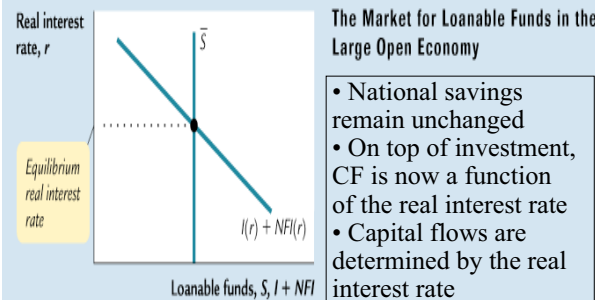 Real interest
rate, r
S̅
Equilibrium
real interest
rate
I(r) + NFI(r)
Loanable funds, S, I + NFI
The Market for Loanable Funds in the
Large Open Economy
• National savings
remain unchanged
• On top of investment,
CF is now a function
of the real interest rate
• Capital flows are
determined by the real
interest rate